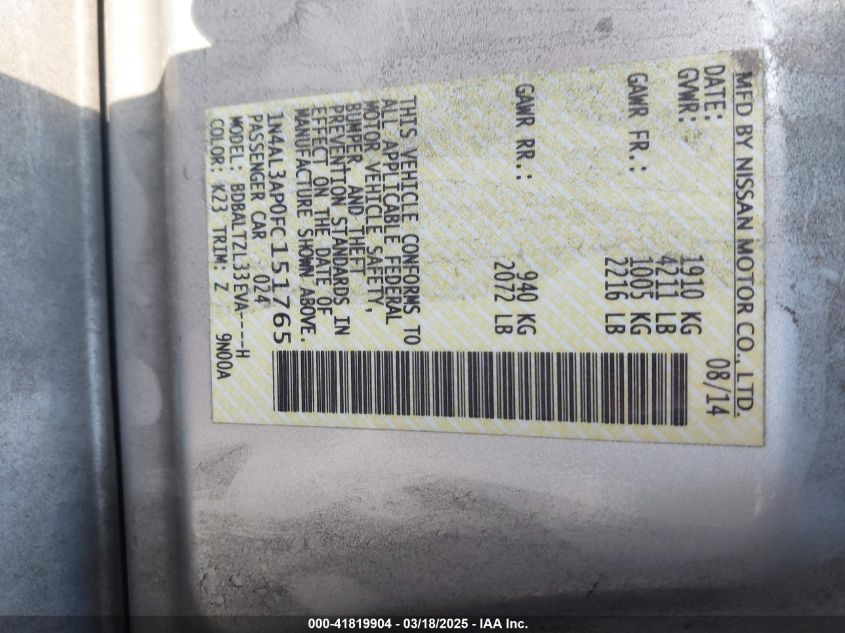 MFD BY NISSAN MOTOR CO., LTD.
DATE: 08/14
GVWR: 1910 KG
4211 LB
GAWR FR.: 1005 KG
2216 LB
GAWR RR.: 940 KG
2072 LB
THIS VEHICLE CONFORMS TO
ALL APPLICABLE FEDERAL
MOTOR VEHICLE SAFETY,
BUMPER, AND THEFT
PREVENTION STANDARDS IN
EFFECT ON THE DATE OF
MANUFACTURE SHOWN ABOVE.
1N4AL3AP0FC151765
PASSENGER CAR 024
MODEL: BDBALTZL33EVA----H
COLOR: K23 TRIM: Z 9N00A
000-41819904 - 03/18/2025 - IAA Inc.